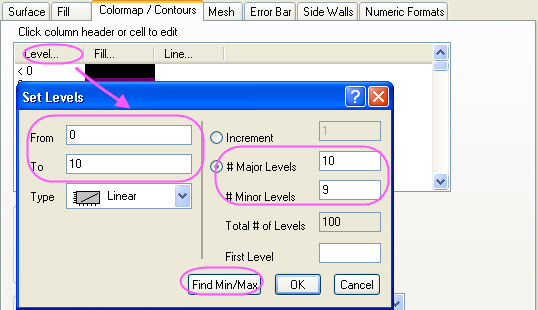 Surface Fill Colormap / Contours Mesh Error Bar Side Walls Numeric Formats
Click column header or cell to edit
Level... Fill... Line...
< 0
Set Levels
From 0
To 10
Type Linear
Increment 1
# Major Levels 10
# Minor Levels 9
Total # of Levels 100
First Level
Find Min/Max OK Cancel